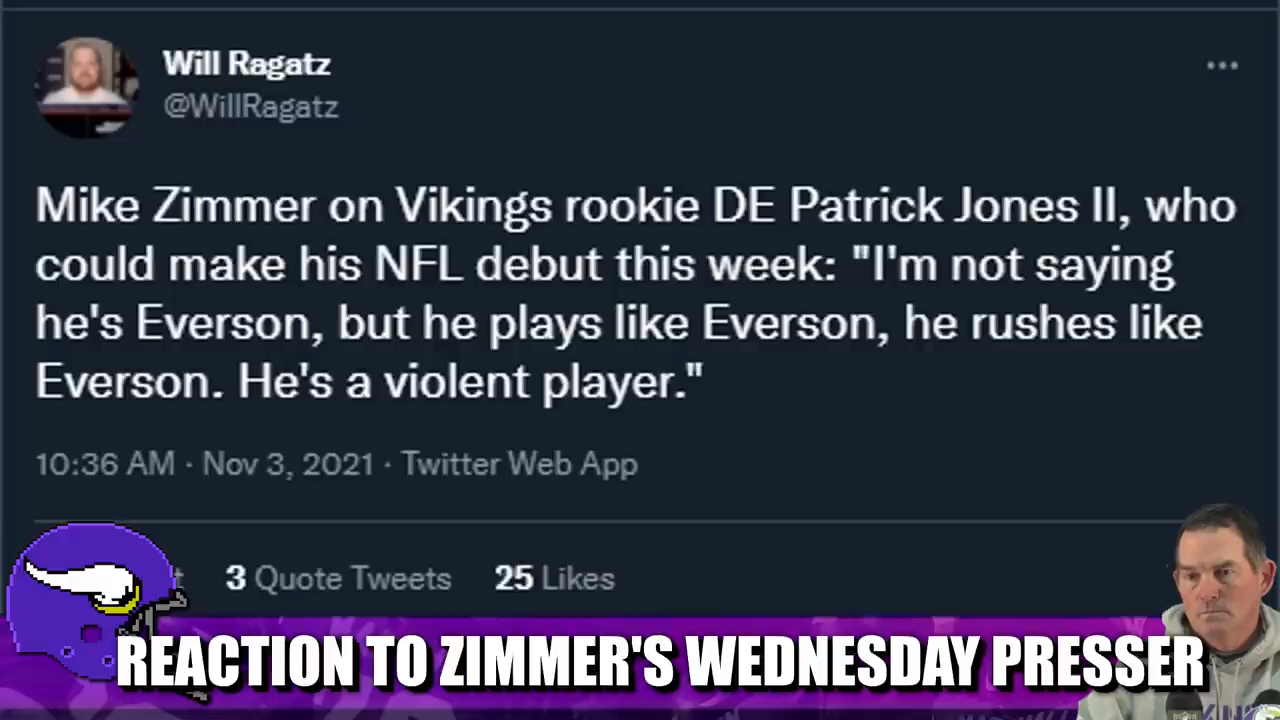 Will Ragatz
@WillRagatz
Mike Zimmer on Vikings rookie DE Patrick Jones II, who
could make his NFL debut this week: "I'm not saying
he's Everson, but he plays like Everson, he rushes like
Everson. He's a violent player."
10:36 AM · Nov 3, 2021 · Twitter Web App
3 Quote Tweets 25 Likes
REACTION TO ZIMMER'S WEDNESDAY PRESSER